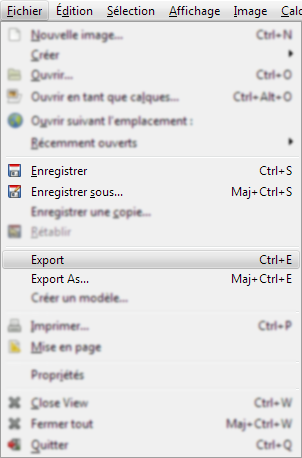 Fichier Édition Sélection Affichage Image Calc
Nouvelle image... Ctrl+N
Créer
Ouvrir... Ctrl+O
Ouvrir en tant que calques... Ctrl+Alt+O
Ouvrir suivant l'emplacement :
Récemment ouverts
Enregistrer Ctrl+S
Enregistrer sous... Maj+Ctrl+S
Enregistrer une copie...
Rétablir
Export Ctrl+E
Export As... Maj+Ctrl+E
Créer un modèle...
Imprimer... Ctrl+P
Mise en page
Propriétés
Close View Ctrl+W
Fermer tout Maj+Ctrl+W
Quitter Ctrl+Q